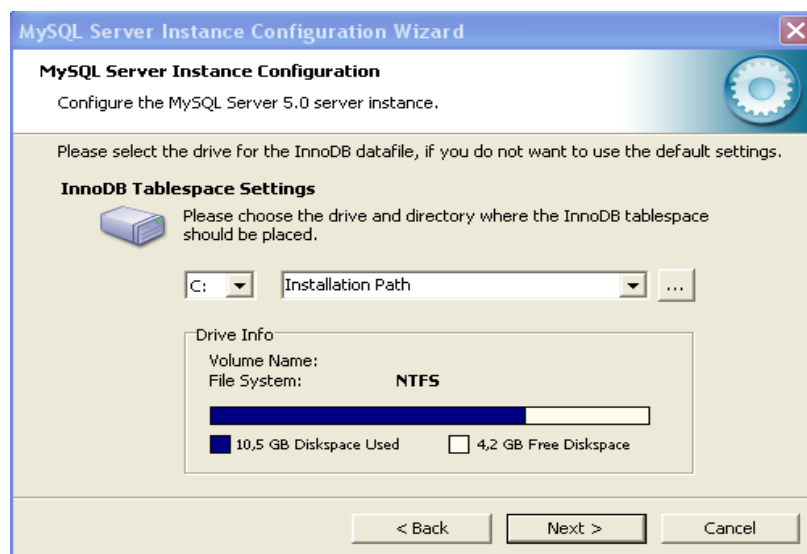 MySQL Server Instance Configuration Wizard
MySQL Server Instance Configuration
Configure the MySQL Server 5.0 server instance.
Please select the drive for the InnoDB datafile, if you do not want to use the default settings.
InnoDB Tablespace Settings
Please choose the drive and directory where the InnoDB tablespace
should be placed.
C: Installation Path ...
Drive Info
Volume Name:
File System: NTFS
10,5 GB Diskspace Used 4,2 GB Free Diskspace
< Back Next > Cancel